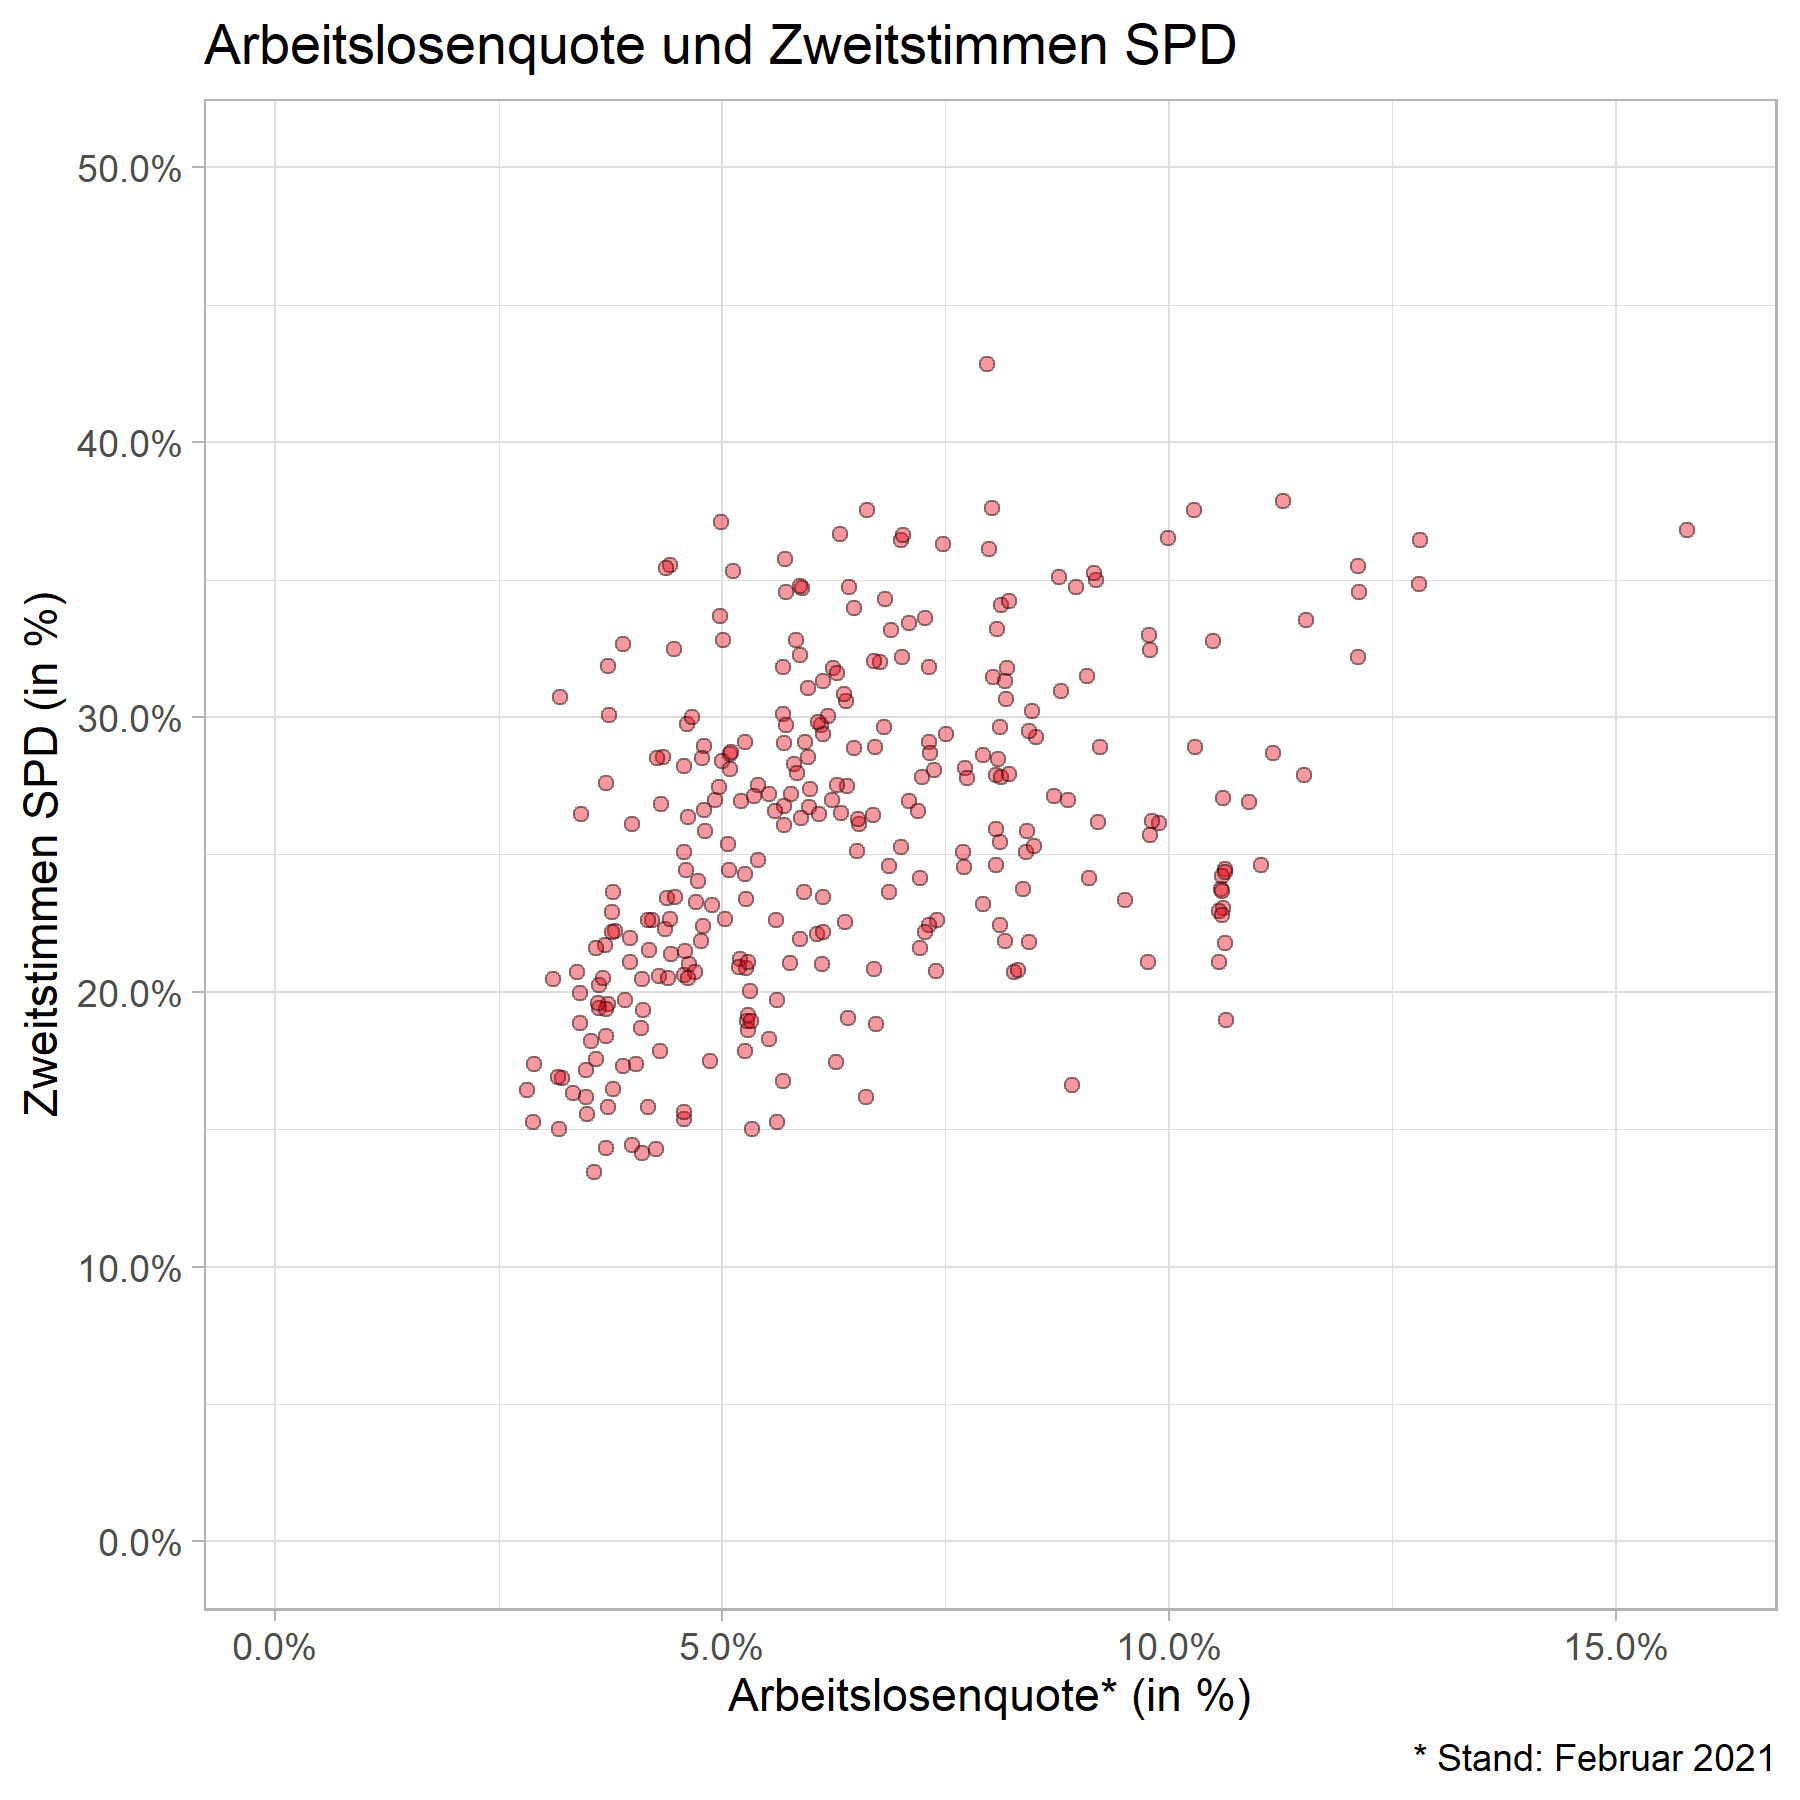 Arbeitslosenquote und Zweitstimmen SPD
Zweitstimmen SPD (in %)
50.0%
40.0%
30.0%
20.0%
10.0%
0.0%
0.0% 5.0% 10.0% 15.0%
Arbeitslosenquote* (in %)
* Stand: Februar 2021